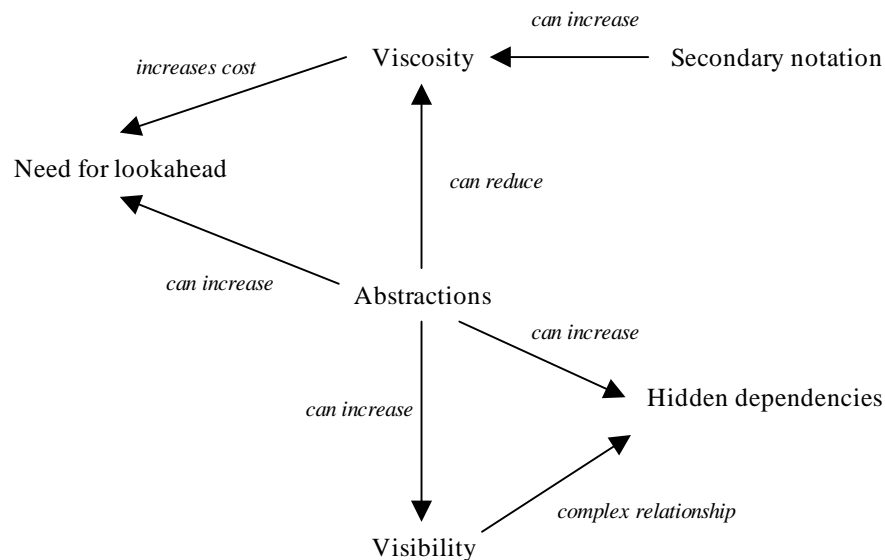 can increase
Viscosity
Secondary notation
increases cost
Need for lookahead
can reduce
can increase
Abstractions
can increase
Hidden dependencies
can increase
complex relationship
Visibility